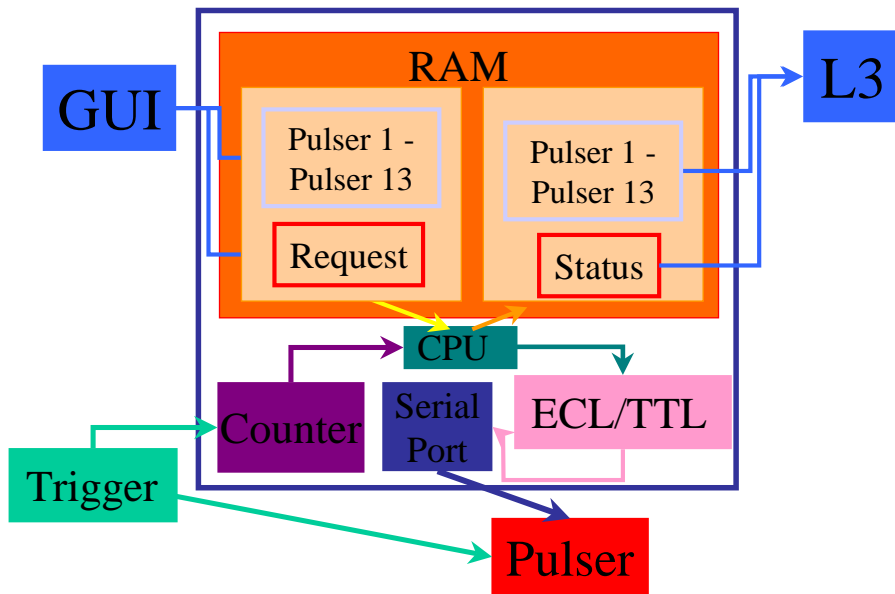 RAM
GUI
L3
Pulser 1 -
Pulser 13
Request
Pulser 1 -
Pulser 13
Status
CPU
Counter
Serial
Port
ECL/TTL
Trigger
Pulser